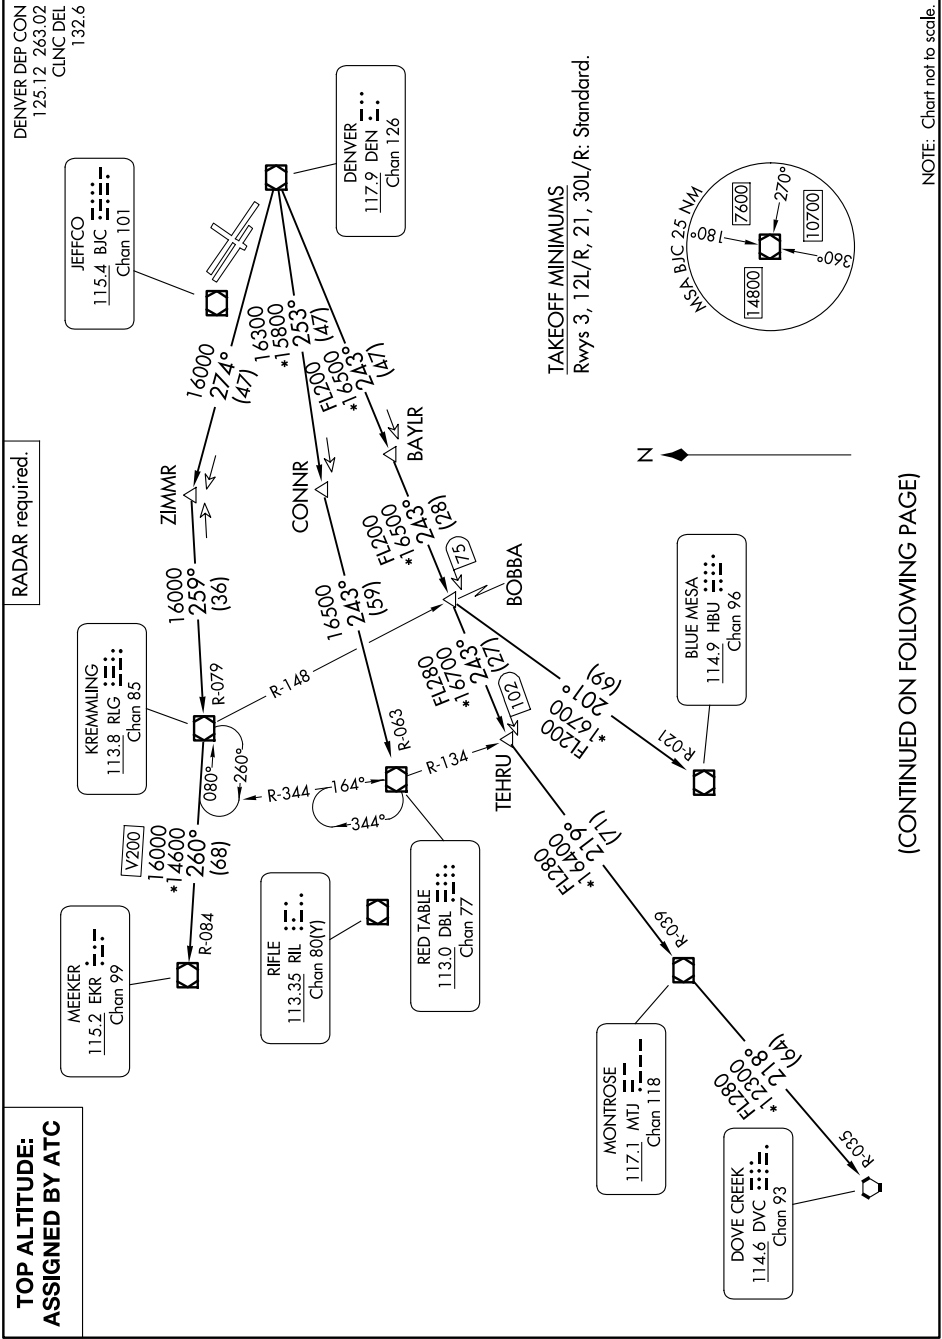 TOP ALTITUDE:
ASSIGNED BY ATC
RADAR required.
DENVER DEP CON
125.12 263.02
CLNC DEL
132.6
MEEKER
115.2 EKR
Chan 99
V200
16000
*14600
260°
(68)
R-084
KREMMLING
113.8 RLG
Chan 85
R-079
080°
260°
16000
259°
(36)
ZIMMR
16000
274°
(47)
JEFFCO
115.4 BJC
Chan 101
RIFLE
113.35 RIL
Chan 80(Y)
R-344
164°
344°
R-148
RED TABLE
113.0 DBL
Chan 77
R-063
R-134
16500
243°
(59)
CONNR
16300
*15800
253°
(47)
FL200
*16500
243°
(47)
BAYLR
DENVER
117.9 DEN
Chan 126
FL200
*16500
243°
(28)
75
BOBBA
FL280
*16700
243°
(27)
102
TEHRU
FL200
*16700
201°
(69)
R-021
BLUE MESA
114.9 HBU
Chan 96
FL280
*16400
219°
(71)
R-039
MONTROSE
117.1 MTJ
Chan 118
FL280
*12300
218°
(64)
R-035
DOVE CREEK
114.6 DVC
Chan 93
N
TAKEOFF MINIMUMS
Rwys 3, 12L/R, 21, 30L/R: Standard.
MSA BJC 25 NM
180°
7600
270°
14800
10700
360°
(CONTINUED ON FOLLOWING PAGE)
NOTE: Chart not to scale.